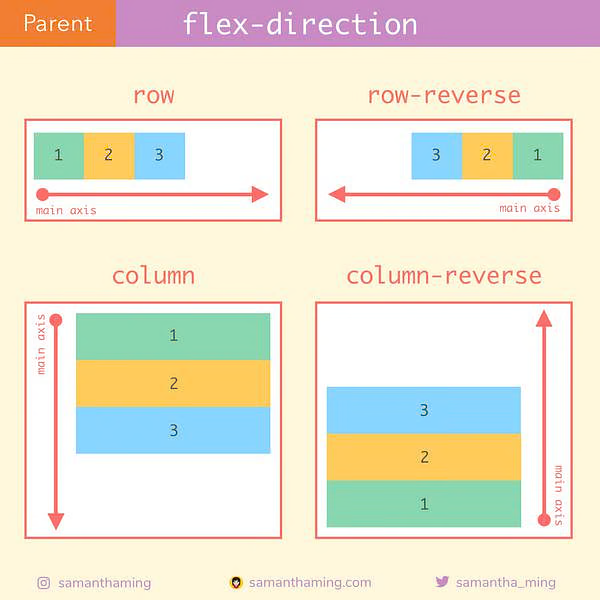 Parent
flex-direction
row
1 2 3
main axis
row-reverse
3 2 1
main axis
column
main axis
1
2
3
column-reverse
3
2
1
main axis
samanthaming
samanthaming.com
samantha_ming